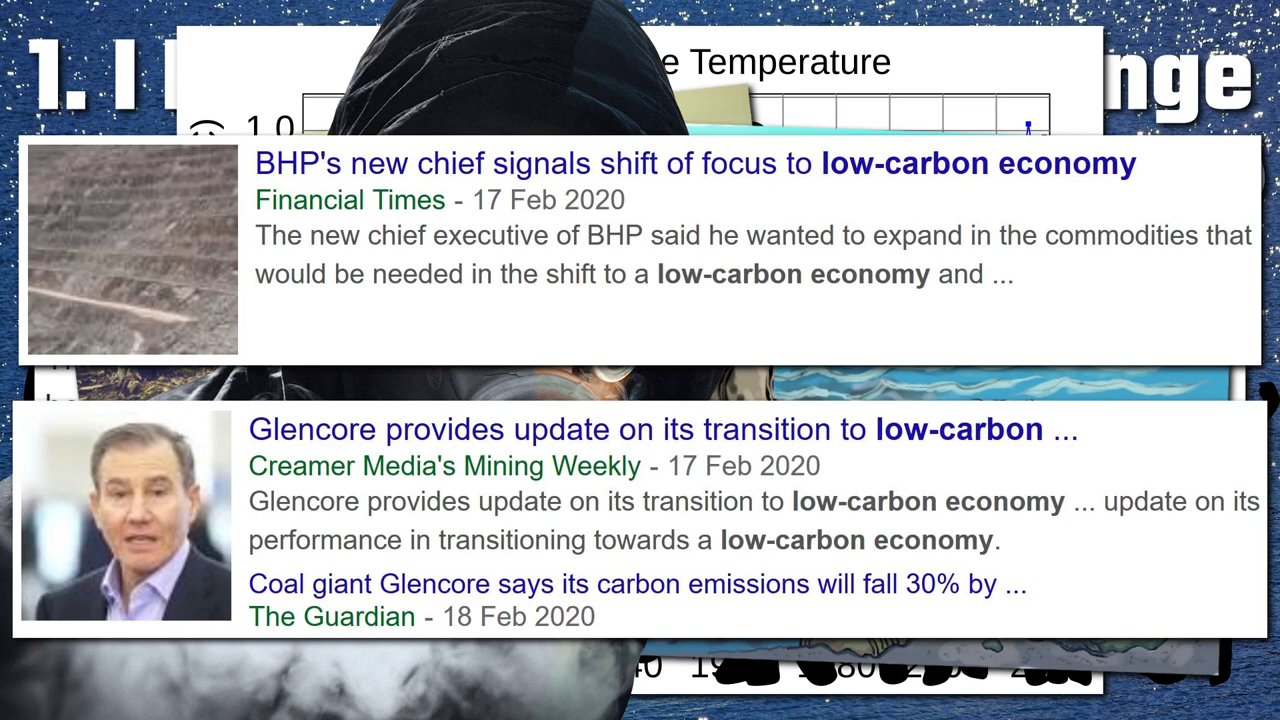 1. I nge
e Temperature
1.0
BHP's new chief signals shift of focus to low-carbon economy
Financial Times - 17 Feb 2020
The new chief executive of BHP said he wanted to expand in the commodities that
would be needed in the shift to a low-carbon economy and ...
Glencore provides update on its transition to low-carbon ...
Creamer Media's Mining Weekly - 17 Feb 2020
Glencore provides update on its transition to low-carbon economy ... update on its
performance in transitioning towards a low-carbon economy.
Coal giant Glencore says its carbon emissions will fall 30% by ...
The Guardian - 18 Feb 2020